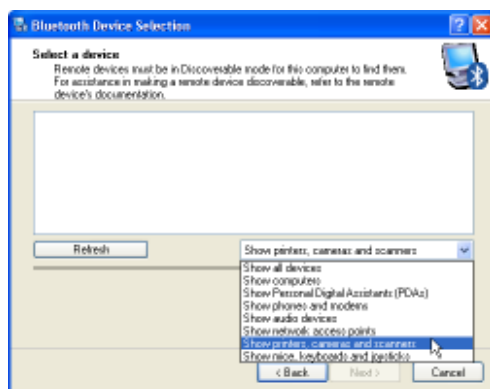 Bluetooth Device Selection
Select a device
Remote devices must be in Discoverable mode for this computer to find them.
For assistance in making a remote device discoverable, refer to the remote
device's documentation.
Refresh
Show printers, cameras and scanners
Show all devices
Show computers
Show Personal Digital Assistants (PDAs)
Show phones and modems
Show audio devices
Show network access points
Show printers, cameras and scanners
Show mice, keyboards and joysticks
< Back
Next >
Cancel